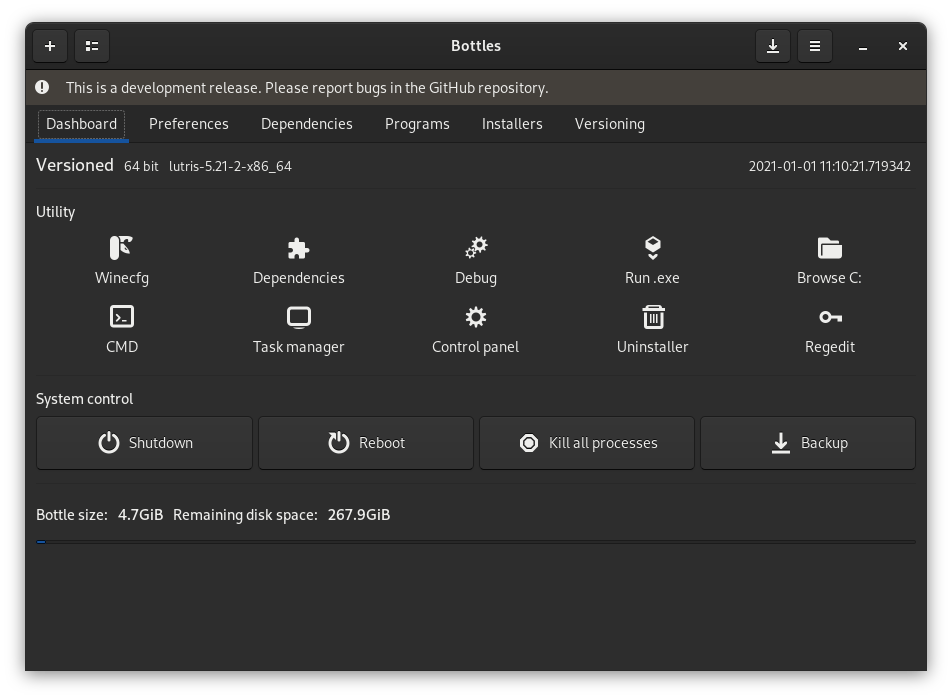 Bottles
This is a development release. Please report bugs in the GitHub repository.
Dashboard Preferences Dependencies Programs Installers Versioning
Versioned 64 bit lutris-5.21-2-x86_64 2021-01-01 11:10:21.719342
Utility
Winecfg Dependencies Debug Run .exe Browse C:
CMD Task manager Control panel Uninstaller Regedit
System control
Shutdown Reboot Kill all processes Backup
Bottle size: 4.7GiB Remaining disk space: 267.9GiB